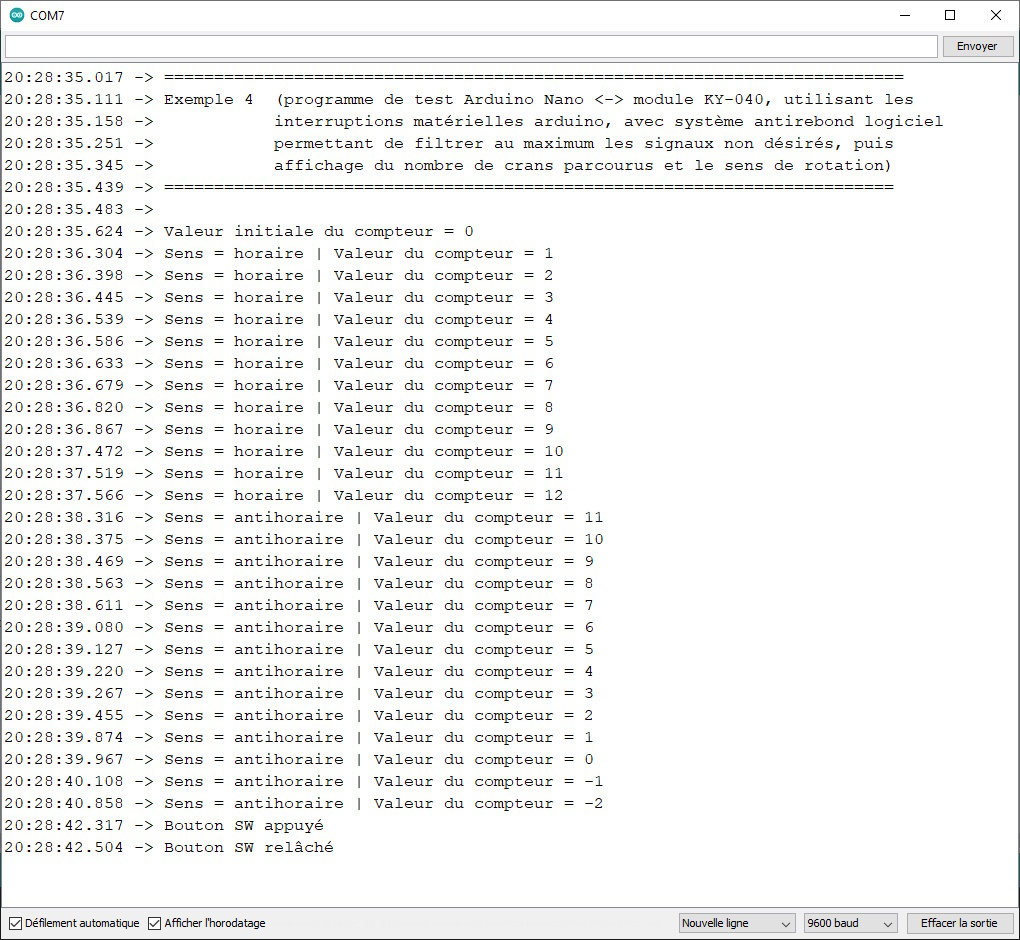 COM7
Envoyer
20:28:35.017 -> ==========================================================================
20:28:35.111 -> Exemple 4  (programme de test Arduino Nano <-> module KY-040, utilisant les
20:28:35.158 ->            interruptions matérielles arduino, avec système antirebond logiciel
20:28:35.251 ->            permettant de filtrer au maximum les signaux non désirés, puis
20:28:35.345 ->            affichage du nombre de crans parcourus et le sens de rotation)
20:28:35.439 -> =========================================================================
20:28:35.483 ->
20:28:35.624 -> Valeur initiale du compteur = 0
20:28:36.304 -> Sens = horaire | Valeur du compteur = 1
20:28:36.398 -> Sens = horaire | Valeur du compteur = 2
20:28:36.445 -> Sens = horaire | Valeur du compteur = 3
20:28:36.539 -> Sens = horaire | Valeur du compteur = 4
20:28:36.586 -> Sens = horaire | Valeur du compteur = 5
20:28:36.633 -> Sens = horaire | Valeur du compteur = 6
20:28:36.679 -> Sens = horaire | Valeur du compteur = 7
20:28:36.820 -> Sens = horaire | Valeur du compteur = 8
20:28:36.867 -> Sens = horaire | Valeur du compteur = 9
20:28:37.472 -> Sens = horaire | Valeur du compteur = 10
20:28:37.519 -> Sens = horaire | Valeur du compteur = 11
20:28:37.566 -> Sens = horaire | Valeur du compteur = 12
20:28:38.316 -> Sens = antihoraire | Valeur du compteur = 11
20:28:38.375 -> Sens = antihoraire | Valeur du compteur = 10
20:28:38.469 -> Sens = antihoraire | Valeur du compteur = 9
20:28:38.563 -> Sens = antihoraire | Valeur du compteur = 8
20:28:38.611 -> Sens = antihoraire | Valeur du compteur = 7
20:28:39.080 -> Sens = antihoraire | Valeur du compteur = 6
20:28:39.127 -> Sens = antihoraire | Valeur du compteur = 5
20:28:39.220 -> Sens = antihoraire | Valeur du compteur = 4
20:28:39.267 -> Sens = antihoraire | Valeur du compteur = 3
20:28:39.455 -> Sens = antihoraire | Valeur du compteur = 2
20:28:39.874 -> Sens = antihoraire | Valeur du compteur = 1
20:28:39.967 -> Sens = antihoraire | Valeur du compteur = 0
20:28:40.108 -> Sens = antihoraire | Valeur du compteur = -1
20:28:40.858 -> Sens = antihoraire | Valeur du compteur = -2
20:28:42.317 -> Bouton SW appuyé
20:28:42.504 -> Bouton SW relâché
Défilement automatique Afficher l'horodatage Nouvelle ligne 9600 baud Effacer la sortie